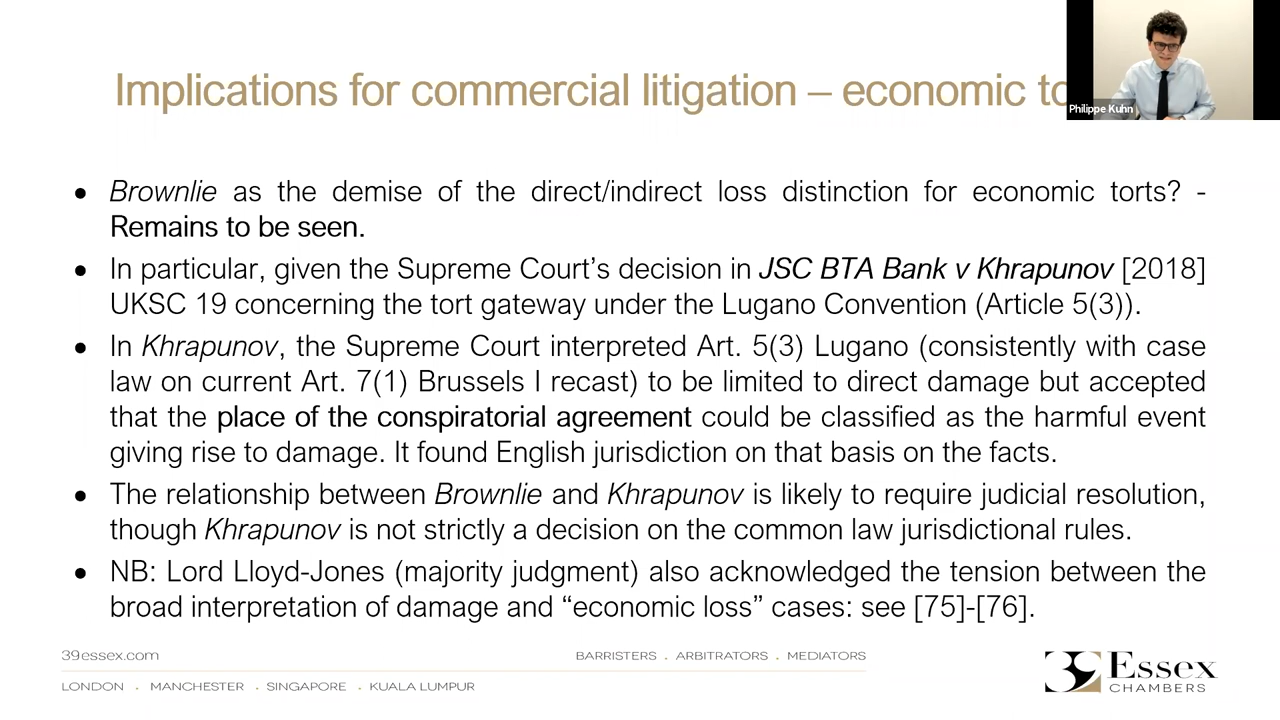 Implications for commercial litigation – economic to
Philippe Kuhn
• Brownlie as the demise of the direct/indirect loss distinction for economic torts? -
Remains to be seen.
• In particular, given the Supreme Court's decision in JSC BTA Bank v Khrapunov [2018]
UKSC 19 concerning the tort gateway under the Lugano Convention (Article 5(3)).
• In Khrapunov, the Supreme Court interpreted Art. 5(3) Lugano (consistently with case
law on current Art. 7(1) Brussels I recast) to be limited to direct damage but accepted
that the place of the conspiratorial agreement could be classified as the harmful event
giving rise to damage. It found English jurisdiction on that basis on the facts.
• The relationship between Brownlie and Khrapunov is likely to require judicial resolution,
though Khrapunov is not strictly a decision on the common law jurisdictional rules.
• NB: Lord Lloyd-Jones (majority judgment) also acknowledged the tension between the
broad interpretation of damage and “economic loss” cases: see [75]-[76].
39essex.com
BARRISTERS . ARBITRATORS . MEDIATORS
LONDON . MANCHESTER . SINGAPORE . KUALA LUMPUR
39 Essex
CHAMBERS